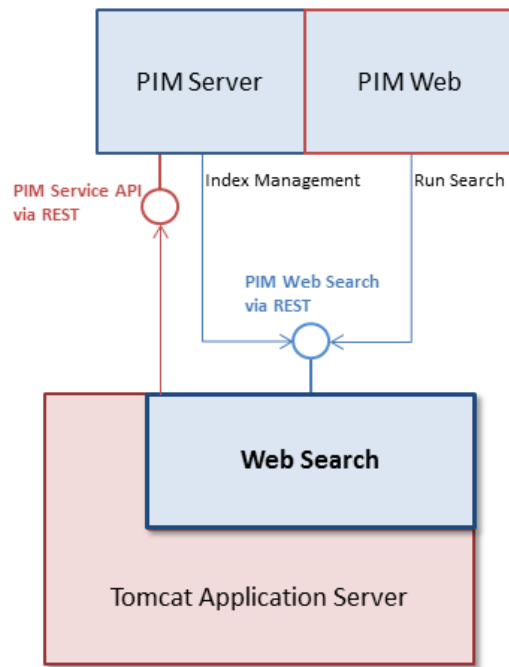 PIM Server
PIM Web
PIM Service API
via REST
Index Management
Run Search
PIM Web Search
via REST
Web Search
Tomcat Application Server